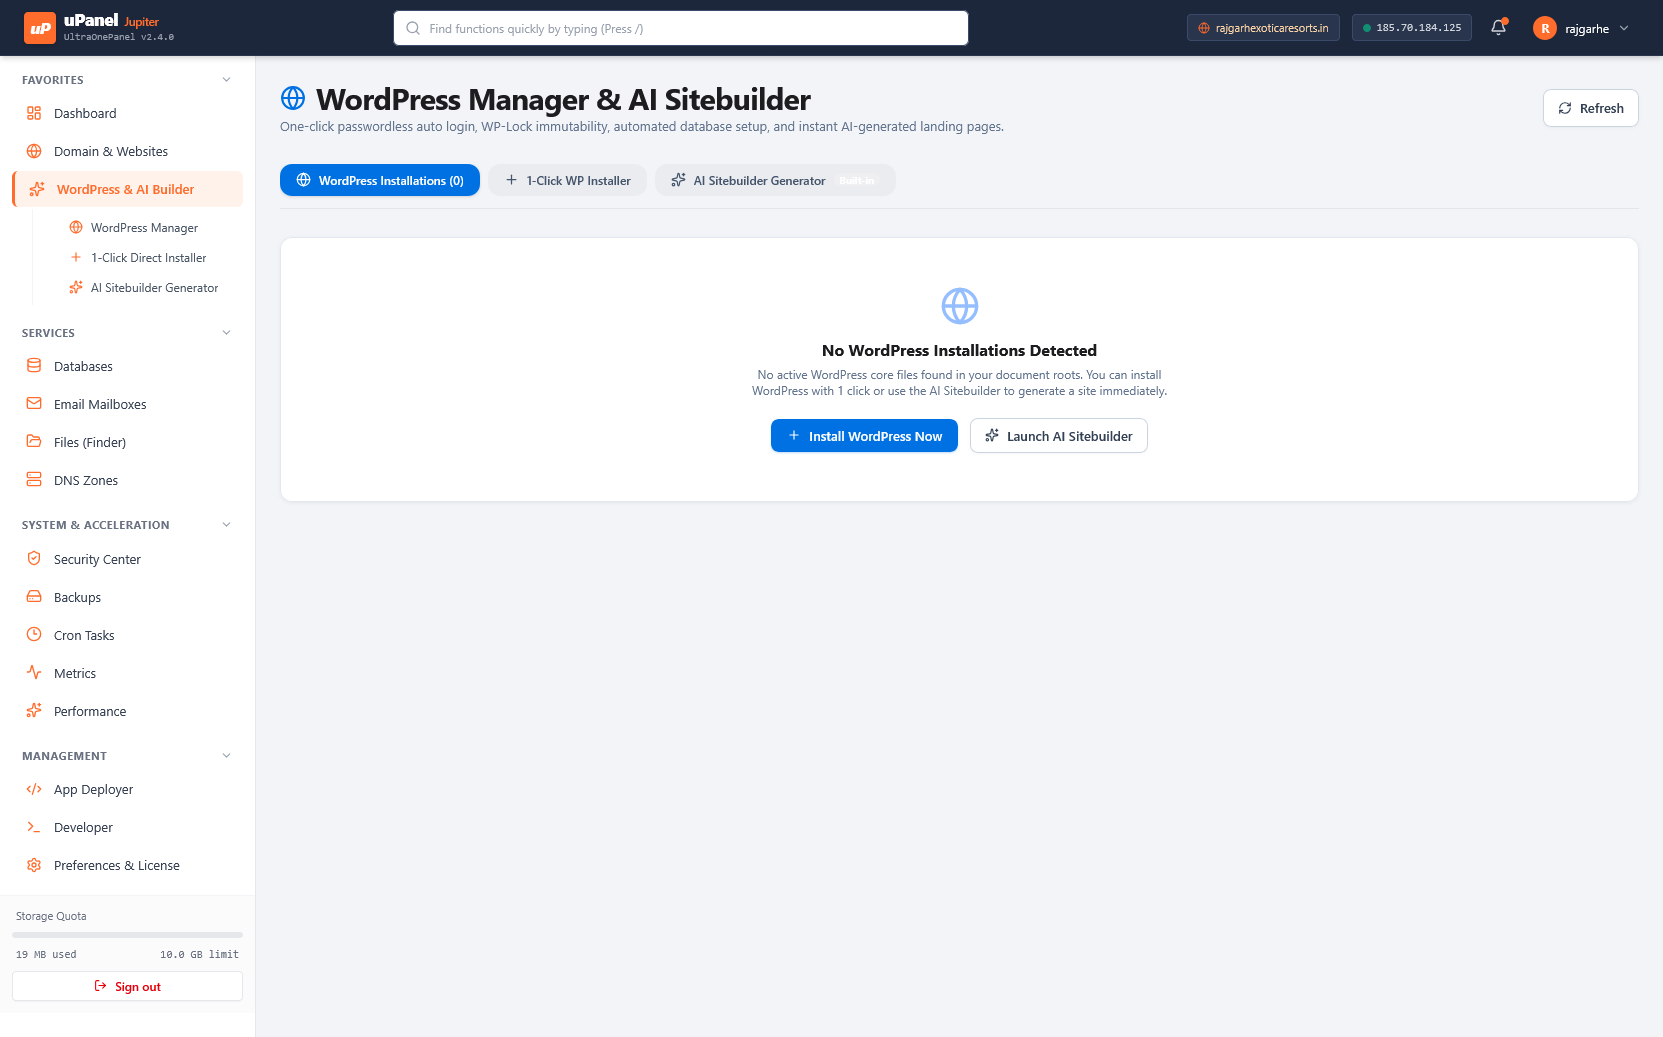 uP
uPanel Jupiter
UltraOnePanel v2.4.0
Find functions quickly by typing (Press /)
rajgarhexoticaresorts.in
185.70.184.125
R
rajgarhe
FAVORITES
Dashboard
Domain & Websites
WordPress & AI Builder
WordPress Manager
1-Click Direct Installer
AI Sitebuilder Generator
SERVICES
Databases
Email Mailboxes
Files (Finder)
DNS Zones
SYSTEM & ACCELERATION
Security Center
Backups
Cron Tasks
Metrics
Performance
MANAGEMENT
App Deployer
Developer
Preferences & License
Storage Quota
19 MB used
10.0 GB limit
Sign out
WordPress Manager & AI Sitebuilder
One-click passwordless auto login, WP-Lock immutability, automated database setup, and instant AI-generated landing pages.
Refresh
WordPress Installations (0)
1-Click WP Installer
AI Sitebuilder Generator
Built-in
No WordPress Installations Detected
No active WordPress core files found in your document roots. You can install
WordPress with 1 click or use the AI Sitebuilder to generate a site immediately.
Install WordPress Now
Launch AI Sitebuilder